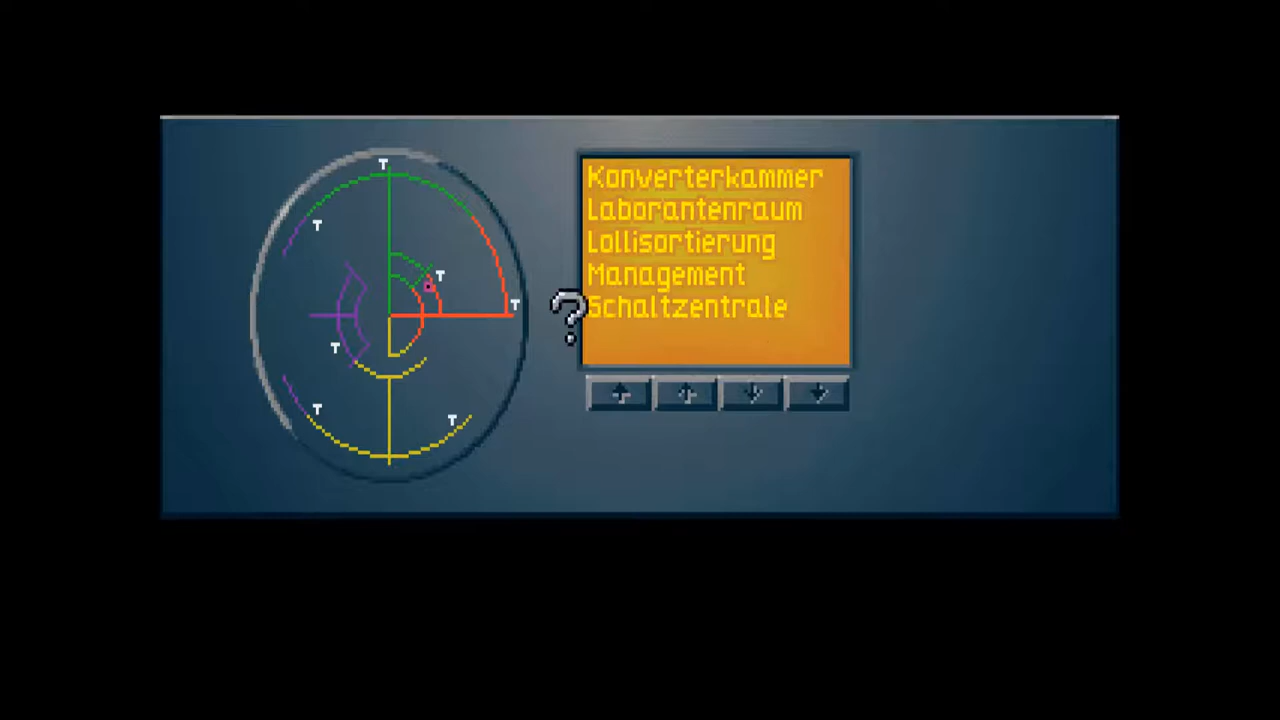 T
T
T
T
T
T
T
Konverterkammer
Laborantenraum
Lollisortierung
Management
Schaltzentrale
?